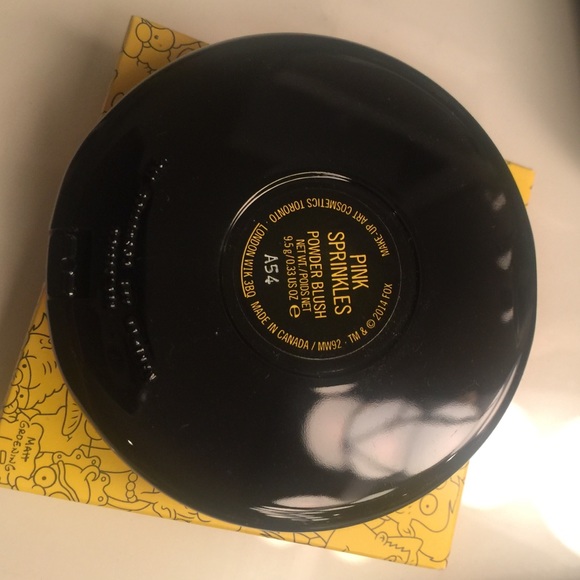 PINK
SPRINKLES
POWDER BLUSH
NET WT./POIDS NET
9.5 g/0.33 US OZ e
A54
MAKE-UP ART COSMETICS TORONTO · LONDON W1K 3BQ MADE IN CANADA / MW92 · TM & © 2014 FOX
MATT
GROENING